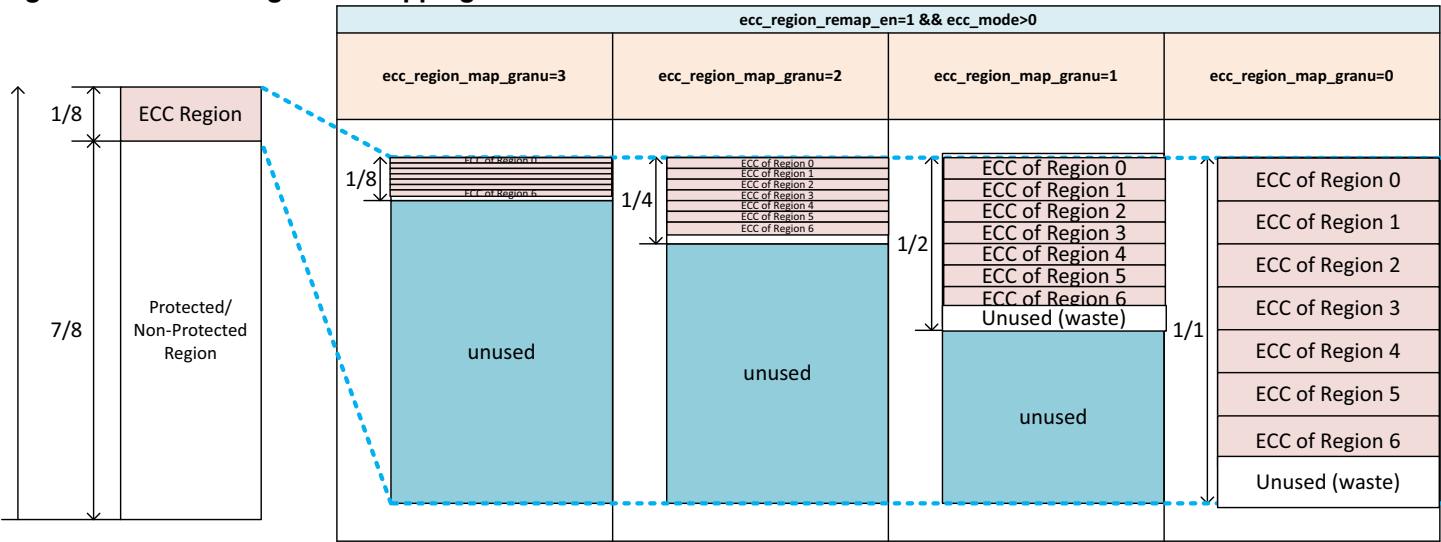 ecc_region_remap_en=1 && ecc_mode>0
ecc_region_map_granu=3
ecc_region_map_granu=2
ecc_region_map_granu=1
ecc_region_map_granu=0
1/8
ECC Region
7/8
Protected/
Non-Protected
Region
1/8
ECC of Region 0
ECC of Region 6
unused
1/4
ECC of Region 0
ECC of Region 1
ECC of Region 2
ECC of Region 3
ECC of Region 4
ECC of Region 5
ECC of Region 6
unused
1/2
ECC of Region 0
ECC of Region 1
ECC of Region 2
ECC of Region 3
ECC of Region 4
ECC of Region 5
ECC of Region 6
Unused (waste)
unused
1/1
ECC of Region 0
ECC of Region 1
ECC of Region 2
ECC of Region 3
ECC of Region 4
ECC of Region 5
ECC of Region 6
Unused (waste)